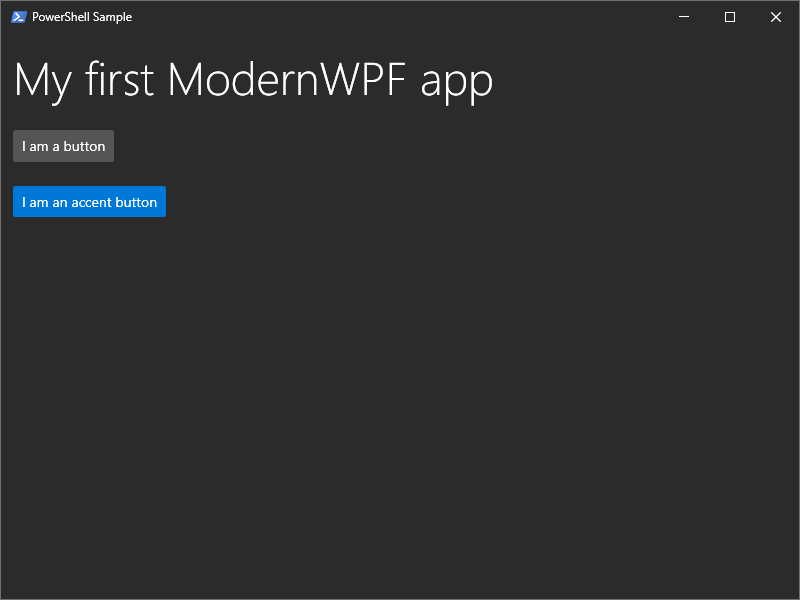 PowerShell Sample
My first ModernWPF app
I am a button
I am an accent button